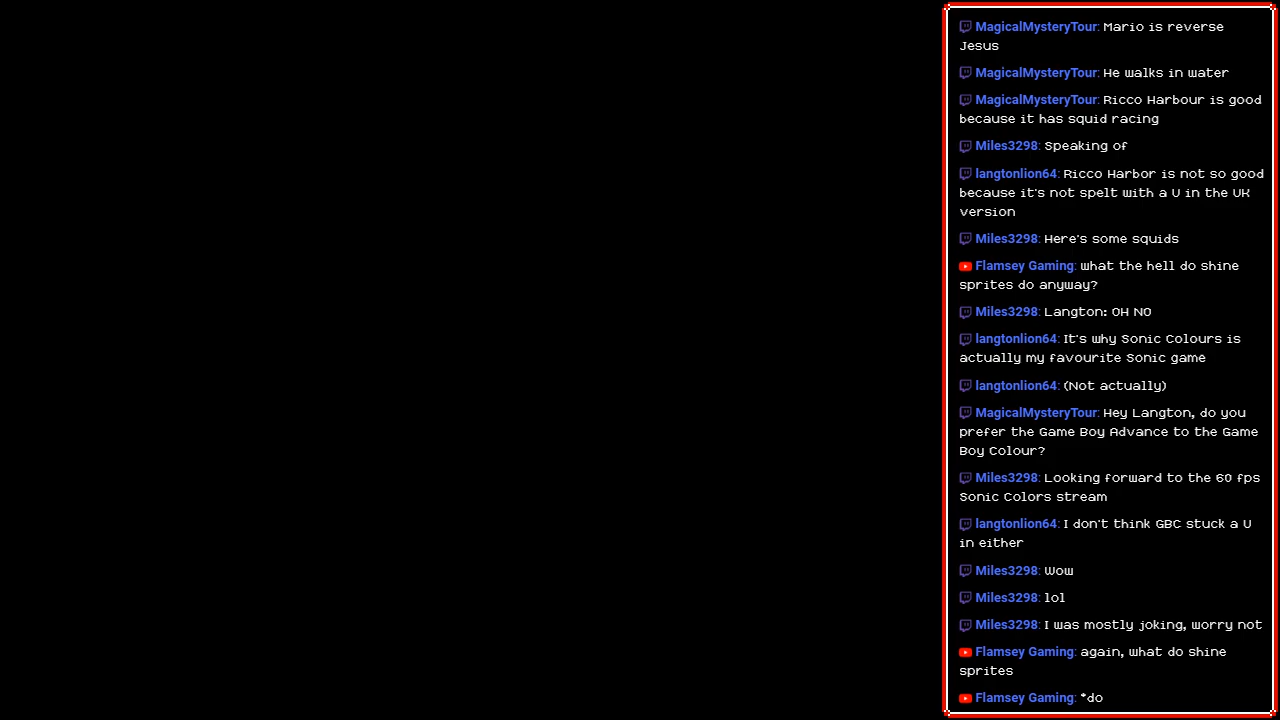 MagicalMysteryTour: Mario is reverse
Jesus
MagicalMysteryTour: He walks in water
MagicalMysteryTour: Ricco Harbour is good
because it has squid racing
Miles3298: Speaking of
langtonlion64: Ricco Harbor is not so good
because it's not spelt with a U in the UK
version
Miles3298: Here's some squids
Flamsey Gaming: what the hell do shine
sprites do anyway?
Miles3298: Langton: OH NO
langtonlion64: It's why Sonic Colours is
actually my favourite Sonic game
langtonlion64: (Not actually)
MagicalMysteryTour: Hey Langton, do you
prefer the Game Boy Advance to the Game
Boy Colour?
Miles3298: Looking forward to the 60 fps
Sonic Colors stream
langtonlion64: I don't think GBC stuck a U
in either
Miles3298: Wow
Miles3298: lol
Miles3298: I was mostly joking, worry not
Flamsey Gaming: again, what do shine
sprites
Flamsey Gaming: *do